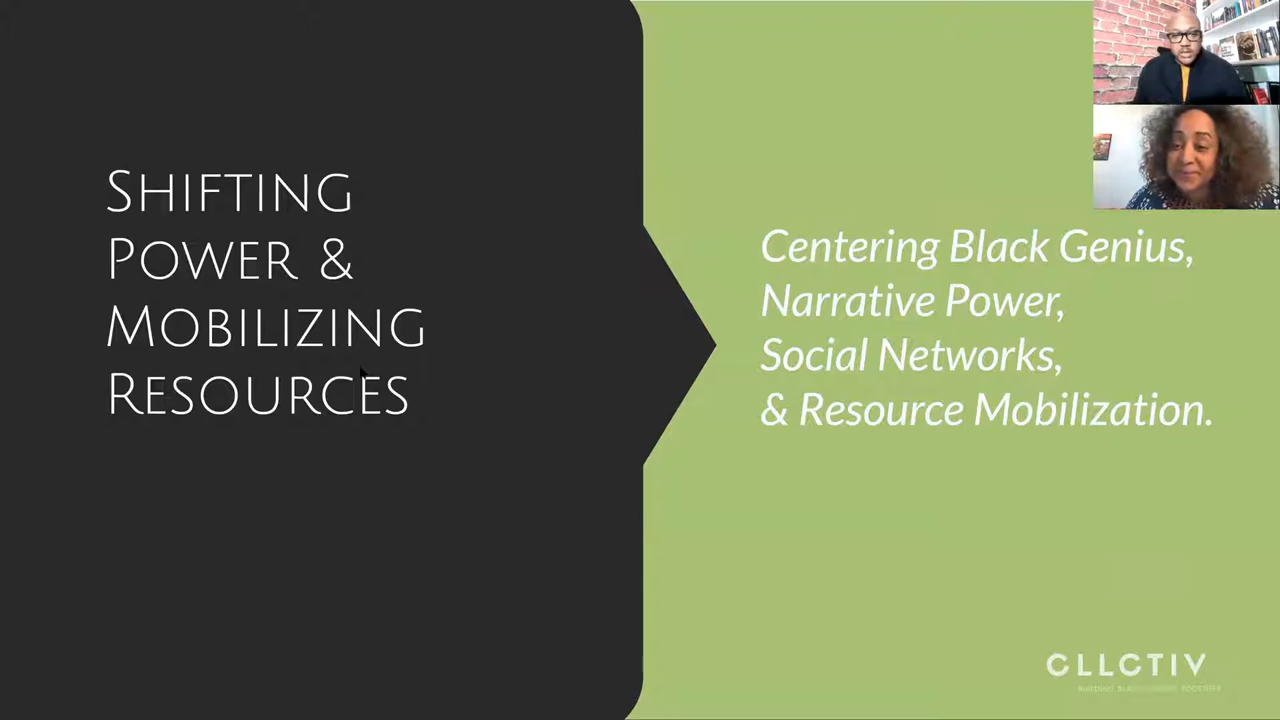 Shifting
Power &
Mobilizing
Resources
Centering Black Genius,
Narrative Power,
Social Networks,
& Resource Mobilization.
CLLCTIV